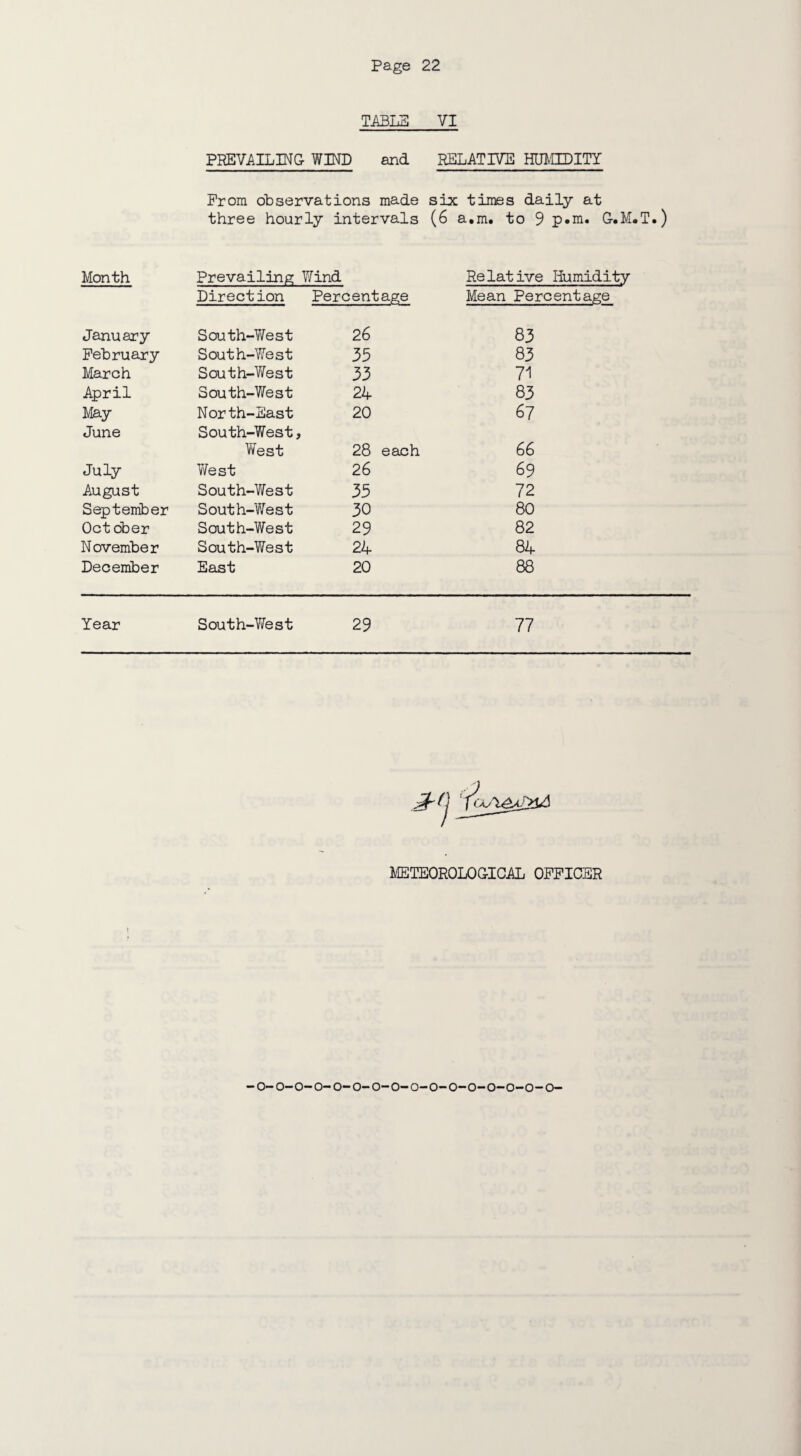 Page 22
TABLE VI
PREVAILING WIND and RELATIVE HUMIDITY
From observations made six times daily at
three hourly intervals (6 a.m. to 9 p.m. G.M.T.)
Month Prevailing Wind Relative Humidity
Direction Percentage Mean Percentage
January South-West 26 83
February South-West 35 83
March South-West 33 71
April South-West 24 83
May North-East 20 67
June South-West,
West 28 each 66
July West 26 69
August South-West 35 72
September South-West 30 80
October South-West 29 82
November South-West 24 84
December East 20 88
Year South-West 29 77
METEOROLOGICAL OFFICER
-o-o-o-o-o-o-o-o-o-o-o-o-o-o-o-o-